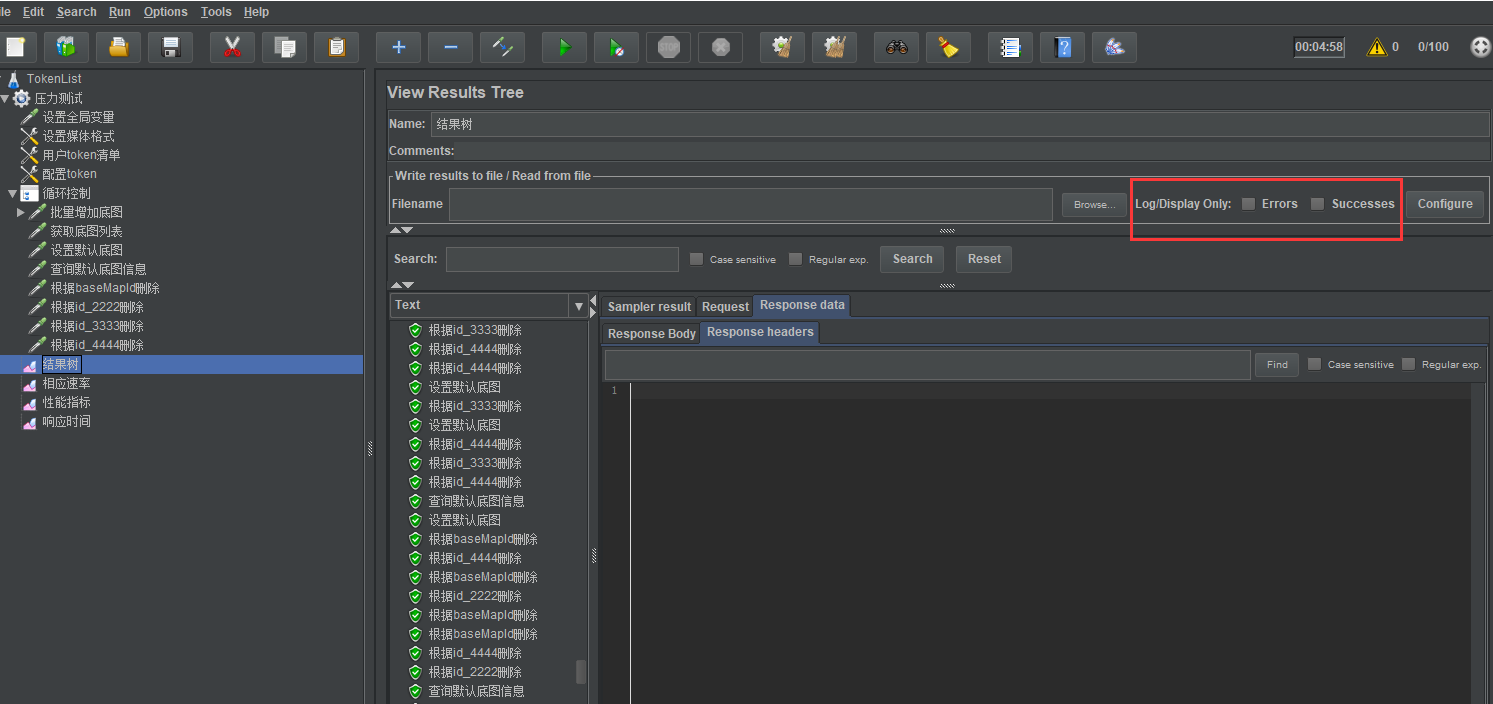 le Edit Search Run Options Tools Help
STOP 00:04:58 0 0/100
TokenList
压力测试
设置全局变量
设置媒体格式
用户token清单
配置token
循环控制
批量增加底图
获取底图列表
设置默认底图
查询默认底图信息
根据baseMapId删除
根据id_2222删除
根据id_3333删除
根据id_4444删除
结果树
相应速率
性能指标
响应时间
View Results Tree
Name: 结果树
Comments:
Write results to file / Read from file
Filename Browse... Log/Display Only: Errors Successes Configure
Search: Case sensitive Regular exp. Search Reset
Text
根据id_3333删除
根据id_4444删除
根据id_4444删除
设置默认底图
根据id_3333删除
设置默认底图
根据id_4444删除
根据id_3333删除
根据id_4444删除
查询默认底图信息
设置默认底图
根据baseMapId删除
根据id_4444删除
根据baseMapId删除
根据id_2222删除
根据baseMapId删除
根据baseMapId删除
根据id_4444删除
根据id_2222删除
查询默认底图信息
Sampler result Request Response data
Response Body Response headers
Find Case sensitive Regular exp.
1